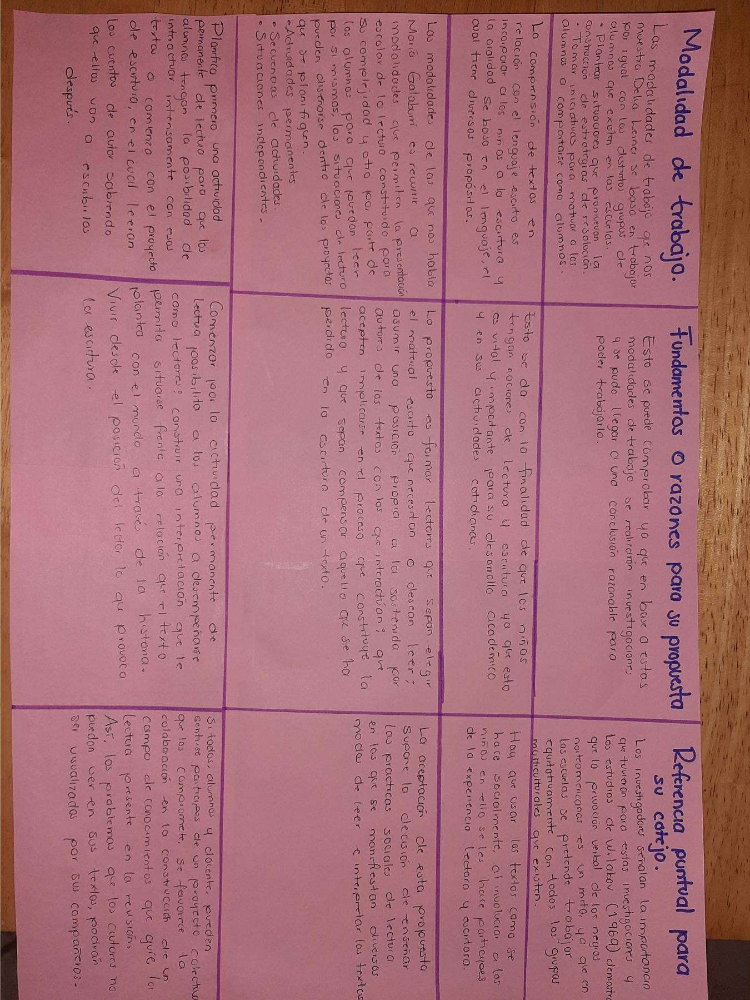 Modalidad de trabajo.
Las modalidades de trabajo que nos
muestra Delia Lerner se basa en trabajar
por igual con los distintos grupos de
alumnos que existen en las escuelas.
• Plantear situaciones que promuevan la
construcción de estrategias de resolución.
• Tomar iniciativas para motivar a los
alumnos a comportarse como alumnos.
Fundamentos o razones para su propuesta
Esto se puede comprobar ya que en base a estas
modalidades de trabajo se realizarón investigaciones
y se pudo llegar a una conclusión razonable para
poder trabajarlo.
Referencia puntual para
su cotejo.
Los investigadores señalan la importancia
que tuvierón para estas investigaciones y
los estudios de W. Labov (1969) demostra
que la privación verbal de los negros
norteamericanos es un mito, ya que en
las escuelas se pretende trabajar
equitativamente con todos los grupos
multiculturales que existen.
La comprensión de textos en
relación con el lenguaje escrito es
incorporar a los niños a la escritura y
la oralidad se basa en el lenguaje, el
cual tiene diversos propósitos.
Esto se da con la finalidad de que los niños
tengan nociones de lectura y escritura ya que esto
es vital y importante para su desarrollo académico
y en sus actividades cotidianas.
Hay que usar los textos como se
hace socialmente, al involucrar a los
niños en ello se les hace participes
de la experiencia lectora y escritora.
Las modalidades de las que nos habla
María Galaburri es recurrir a
modalidades que permiten la presentación
escolar de la lectura constituida para
su complejidad y otro por parte de
los alumnos para que puedan leer
por si mismos, las situaciones de lectura
pueden diseñarse dentro de los proyectos
que se planifiquen.
• Actividades permanentes
• Secuencias de actividades.
• Situaciones independientes.
La propuesta es formar lectores que sepan elegir
el material escrito que necesitan o desean leer;
asumir una posición propia a la sostenida por
autores de los textos con los que interactúan; que
acepten implicarse en el proceso que constituye la
lectura y que sepan compensar aquello que se ha
perdido en la escritura de un texto.
La aceptación de esta propuesta
supone la decisión de enseñar
las practicas sociales de lectura
en las que se manifiestan diversos
modos de leer e interpretar los textos
Planifica primero una actividad
permanente de lectura para que los
alumnos tengan la posibilidad de
interactuar intensamente con esos
textos o comienza con el proyecto
de escritura, en el cual leeran
los cuentos de autor sabiendo
que ellos van a escribirlos
después.
Comenzar por la actividad permanente de
lectura posibilita a los alumnos a desempeñarse
como lectores; construir una interpretación que le
permita situarse frente a la relación que el texto
plantea con el mundo a través de la historia.
Vivir desde el posición del lector lo que provoca
la escritura.
Si todos, alumnos y docente, pueden
sentirse participes de un proyecto colectivo
que los compromete, se favorece la
colaboración en la construcción de un
campo de conocimientos que guíe la
lectura presente en la revisión.
Así, los problemas que los autores no
puedan ver en sus textos, podrán
ser visualizados por sus compañeros.